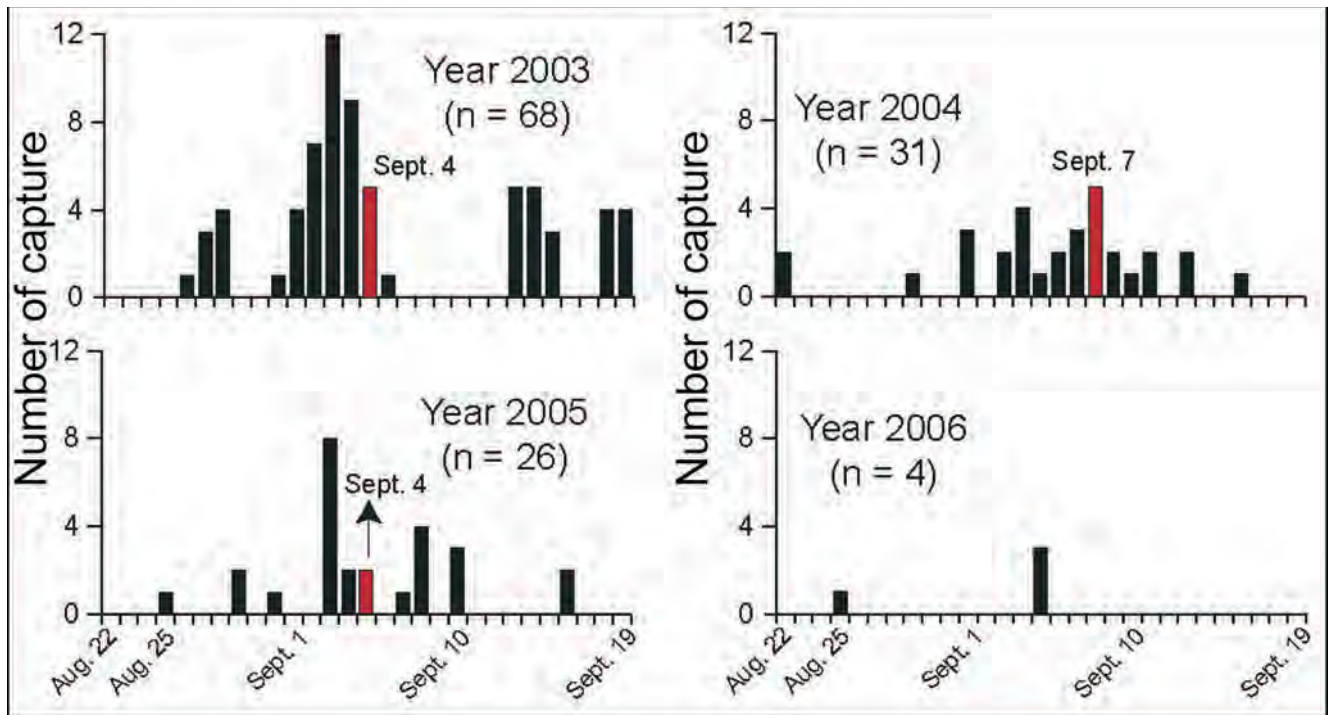 Number of capture
12
8
4
0
Year 2003
(n = 68)
Sept. 4
Number of capture
12
8
4
0
Year 2004
(n = 31)
Sept. 7
12
8
4
0
Year 2005
(n = 26)
Sept. 4
Aug. 22
Aug. 25
Sept. 1
Sept. 10
Sept. 19
12
8
4
0
Year 2006
(n = 4)
Aug. 22
Aug. 25
Sept. 1
Sept. 10
Sept. 19